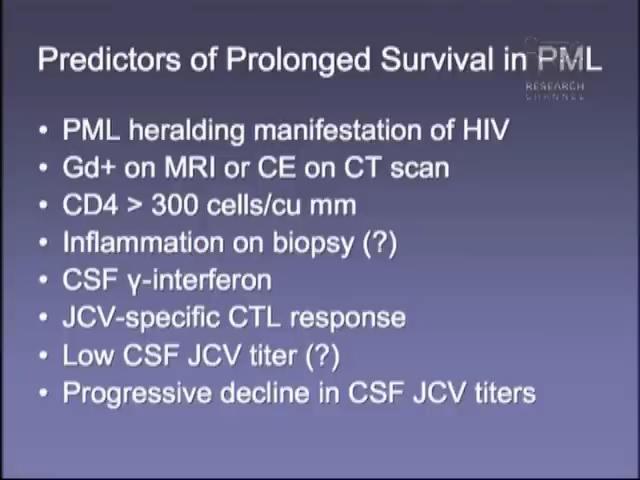 Predictors of Prolonged Survival in PML
RESEARCH
CHANNEL
• PML heralding manifestation of HIV
• Gd+ on MRI or CE on CT scan
• CD4 > 300 cells/cu mm
• Inflammation on biopsy (?)
• CSF γ-interferon
• JCV-specific CTL response
• Low CSF JCV titer (?)
• Progressive decline in CSF JCV titers